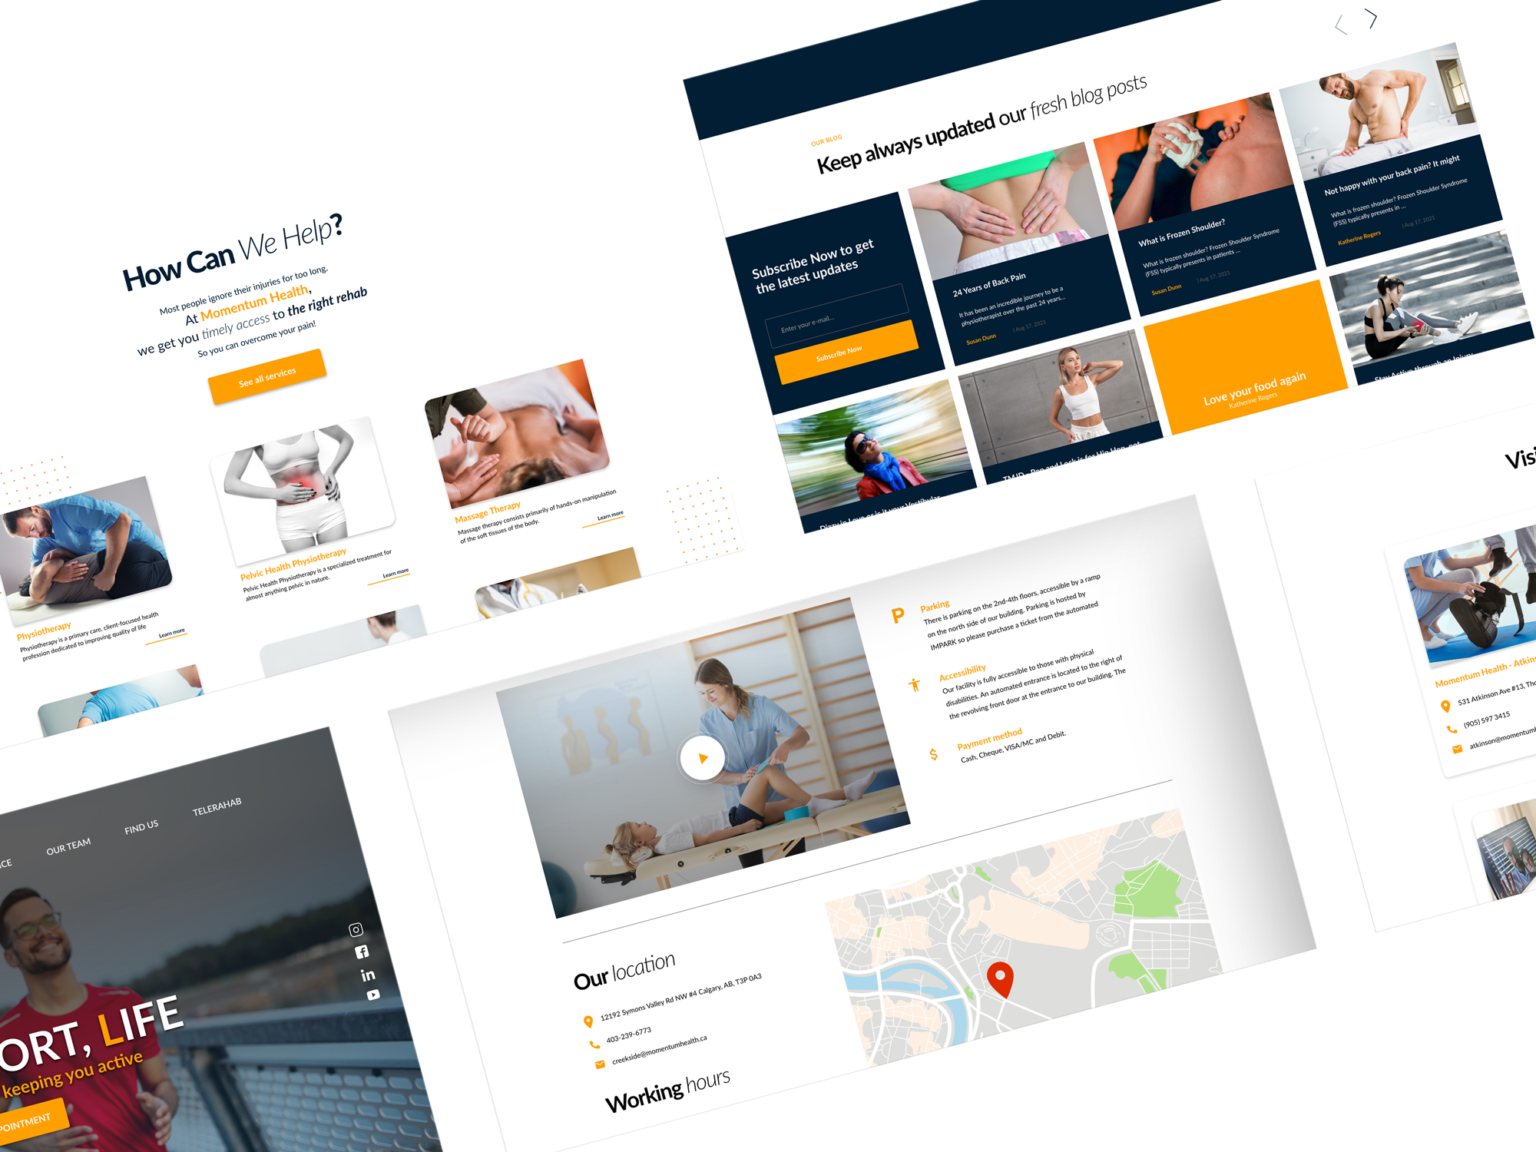 How Can We Help?
Most people ignore their injuries for too long.
At Momentum Health,
we get you timely access to the right rehab
So you can overcome your pain!
See all services
Physiotherapy
Physiotherapy is a primary care, client-focused health
profession dedicated to improving quality of life
Learn more
Pelvic Health Physiotherapy
Pelvic Health Physiotherapy is a specialized treatment for
almost anything pelvic in nature.
Learn more
Massage Therapy
Massage therapy consists primarily of hands-on manipulation
of the soft tissues of the body.
Learn more
OUR BLOG
Keep always updated our fresh blog posts
Subscribe Now to get
the latest updates
Enter your e-mail...
Subscribe Now
24 Years of Back Pain
It has been an incredible journey to be a
physiotherapist over the past 24 years...
Susan Dunn
| Aug 17, 2021
What is Frozen Shoulder?
What is frozen shoulder? Frozen Shoulder Syndrome
(FSS) typically presents in patients ...
Susan Dunn
| Aug 17, 2021
Not happy with your back pain? It might
What is frozen shoulder? Frozen Shoulder Syndrome
(FSS) typically presents in ...
Katherine Rogers
| Aug 17, 2021
Love your food again
Katherine Rogers
OUR TEAM
FIND US
TELERAHAB
ORT, LIFE
keeping you active
POINTMENT
Parking
There is parking on the 2nd-4th floors, accessible by a ramp
on the north side of our building. Parking is hosted by
IMPARK so please purchase a ticket from the automated
Accessibility
Our facility is fully accessible to those with physical
disabilities. An automated entrance is located to the right of
the revolving front door at the entrance to our building. The
Payment method
Cash, Cheque, VISA/MC and Debit.
Our location
12192 Symons Valley Rd NW #4 Calgary, AB, T3P 0A3
403-239-6773
creekside@momentumhealth.ca
Working hours
Visi
Momentum Health - Atkins
531 Atkinson Ave #13, Tho
(905) 597 3415
atkinson@momentumh